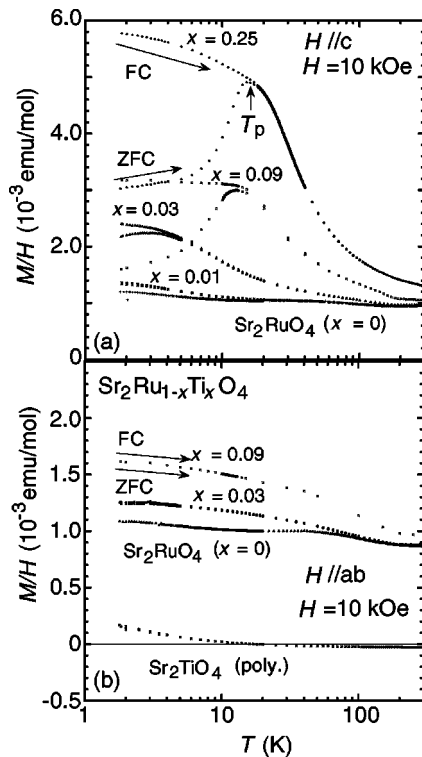 6.0
x = 0.25
H //c
H = 10 kOe
FC
M/H (10⁻³ emu/mol)
Tₚ
4.0
ZFC
x = 0.09
x = 0.03
2.0
x = 0.01
(a)
Sr₂RuO₄ (x = 0)
0
Sr₂Ru₁₋ₓTiₓO₄
2.0
FC
x = 0.09
1.5
ZFC
x = 0.03
M/H (10⁻³ emu/mol)
1.0
Sr₂RuO₄ (x = 0)
H //ab
0.5
H = 10 kOe
0
Sr₂TiO₄ (poly.)
(b)
-0.5
1 10 100
T (K)